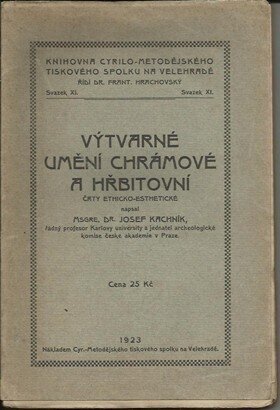 KNIHOVNA CYRILO-METODĚJSKÉHO
TISKOVÉHO SPOLKU NA VELEHRADĚ
ŘÍDÍ DR. FRANT. HRACHOVSKÝ
Svazek XI. Svazek XI.
VÝTVARNÉ
UMĚNÍ CHRÁMOVÉ
A HŘBITOVNÍ
ČRTY ETHICKO-ESTHETICKÉ
napsal
MSGRE, DR. JOSEF KACHNÍK,
řádný profesor Karlovy university a jednatel archeologické
komise české akademie v Praze.
Cena 25 Kč
1923
Nákladem Cyr.-Metodějského tiskového spolku na Velehradě.